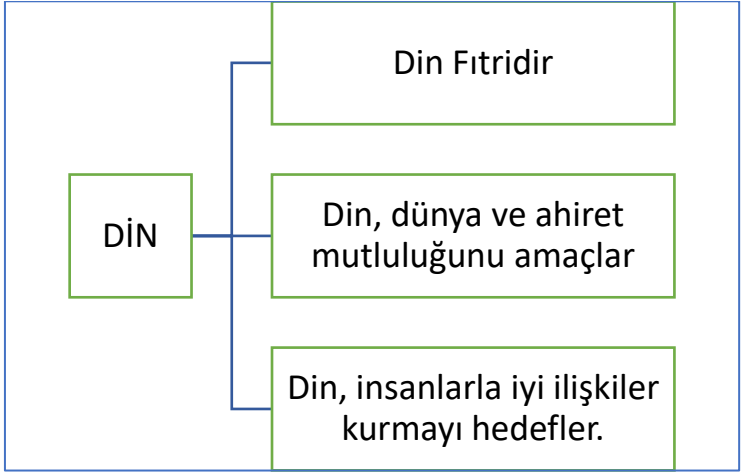 Din Fıtridir
DİN
Din, dünya ve ahiret
mutluluğunu amaçlar
Din, insanlarla iyi ilişkiler
kurmayı hedefler.